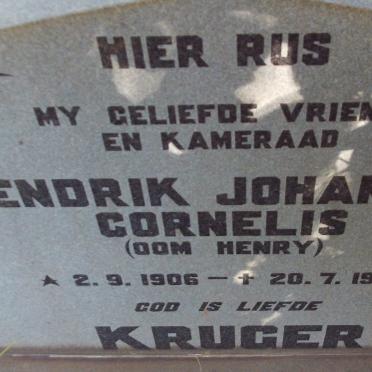 HIER RUS
MY GELIEFDE VRIEN
EN KAMERAAD
ENDRIK JOHAN
CORNELIS
(OOM HENRY)
★ 2. 9. 1906 — ✝ 20. 7. 19
GOD IS LIEFDE
KRUGER